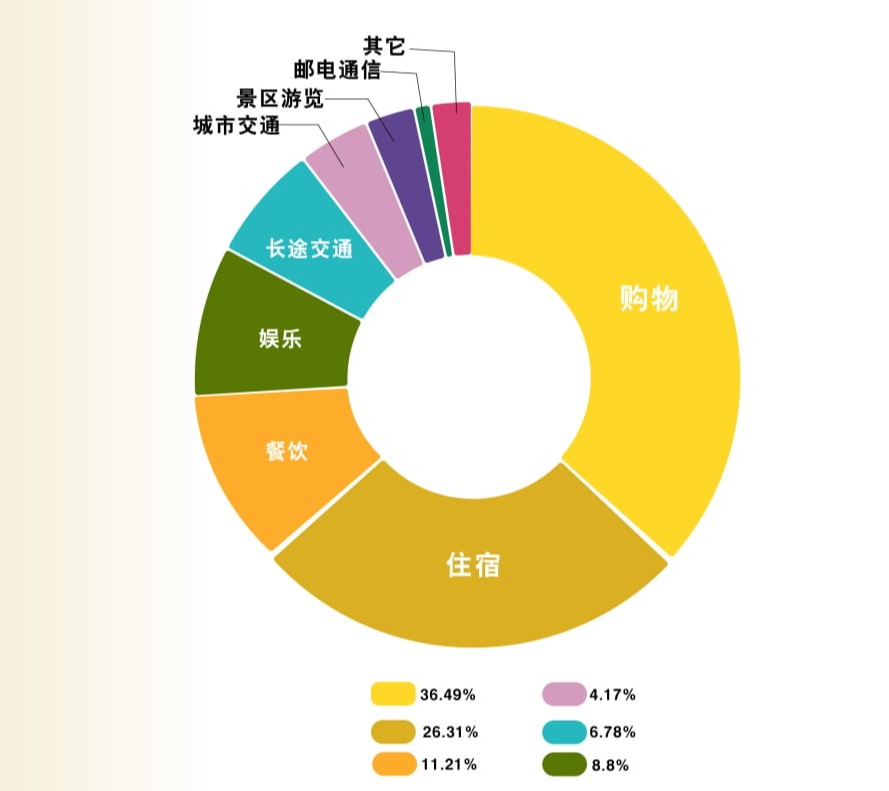 其它
邮电通信
景区游览
城市交通
长途交通
购物
娱乐
餐饮
住宿
36.49%
4.17%
26.31%
6.78%
11.21%
8.8%